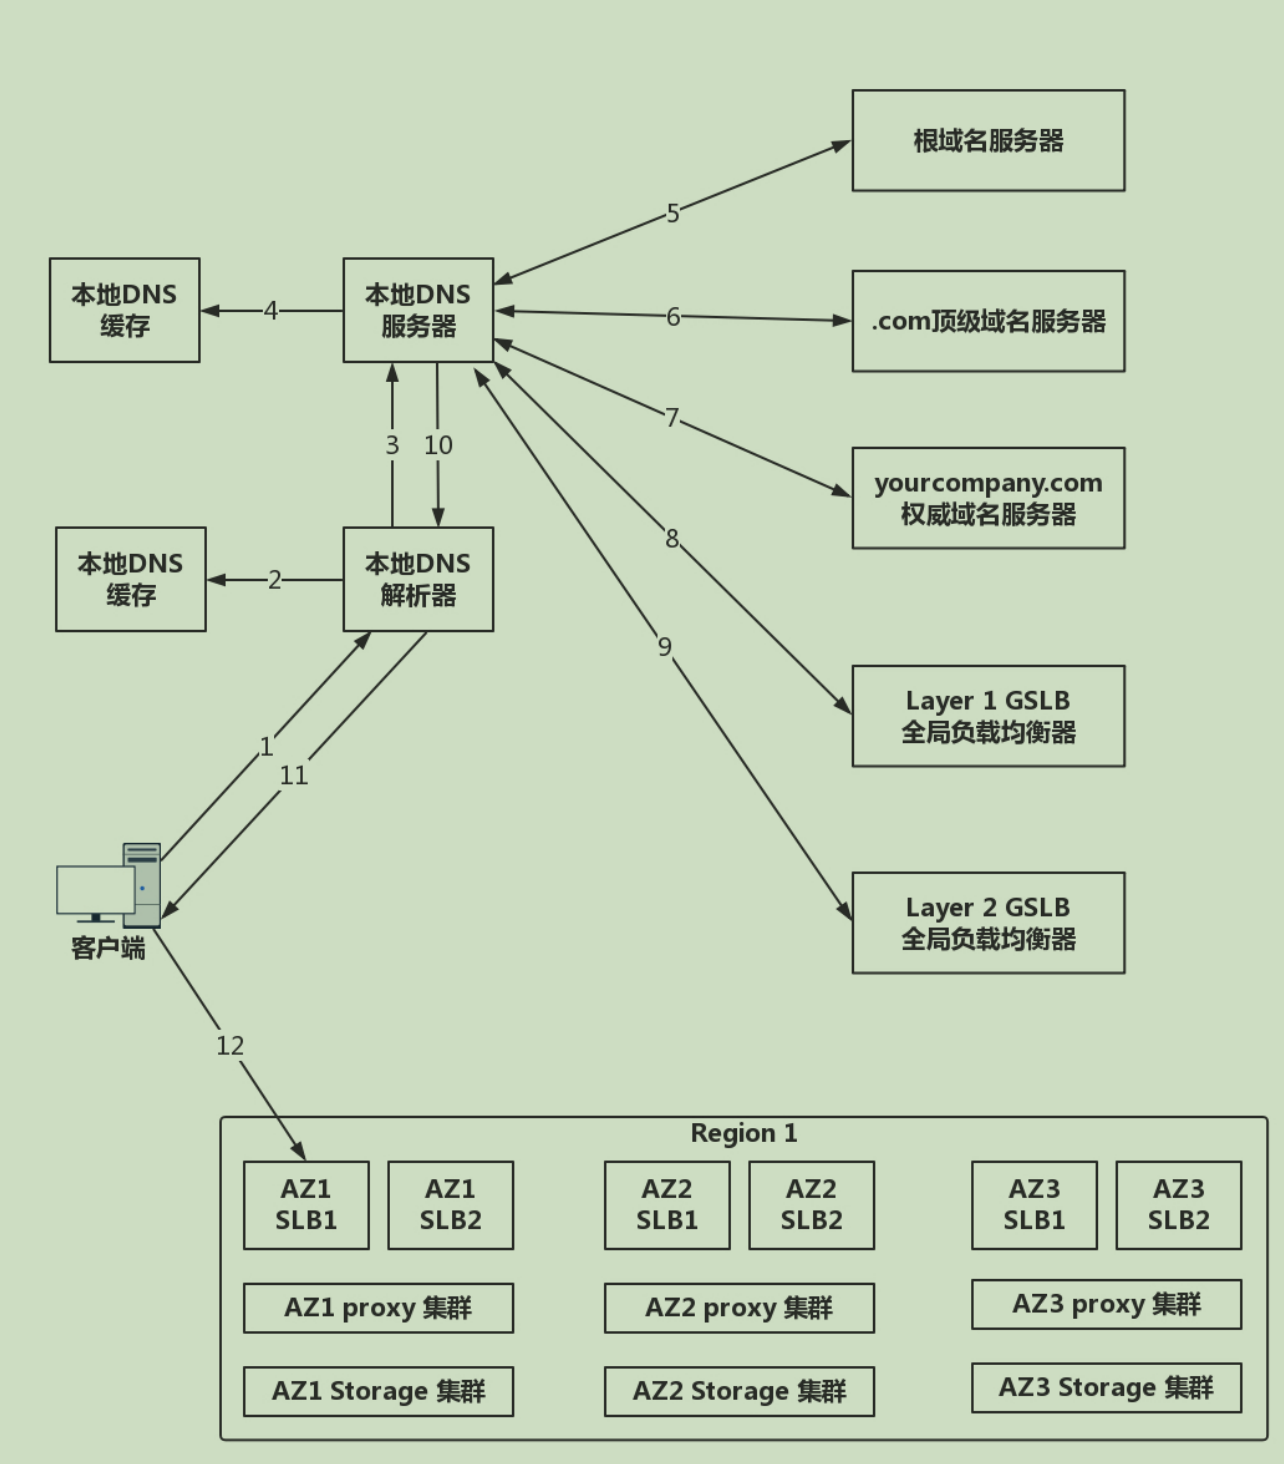 根域名服务器
5
本地DNS
缓存
4
本地DNS
服务器
6
.com顶级域名服务器
7
3
10
yourcompany.com
权威域名服务器
8
本地DNS
缓存
2
本地DNS
解析器
9
Layer 1 GSLB
全局负载均衡器
1
11
Layer 2 GSLB
全局负载均衡器
客户端
12
Region 1
AZ1
SLB1
AZ1
SLB2
AZ2
SLB1
AZ2
SLB2
AZ3
SLB1
AZ3
SLB2
AZ1 proxy 集群
AZ2 proxy 集群
AZ3 proxy 集群
AZ1 Storage 集群
AZ2 Storage 集群
AZ3 Storage 集群